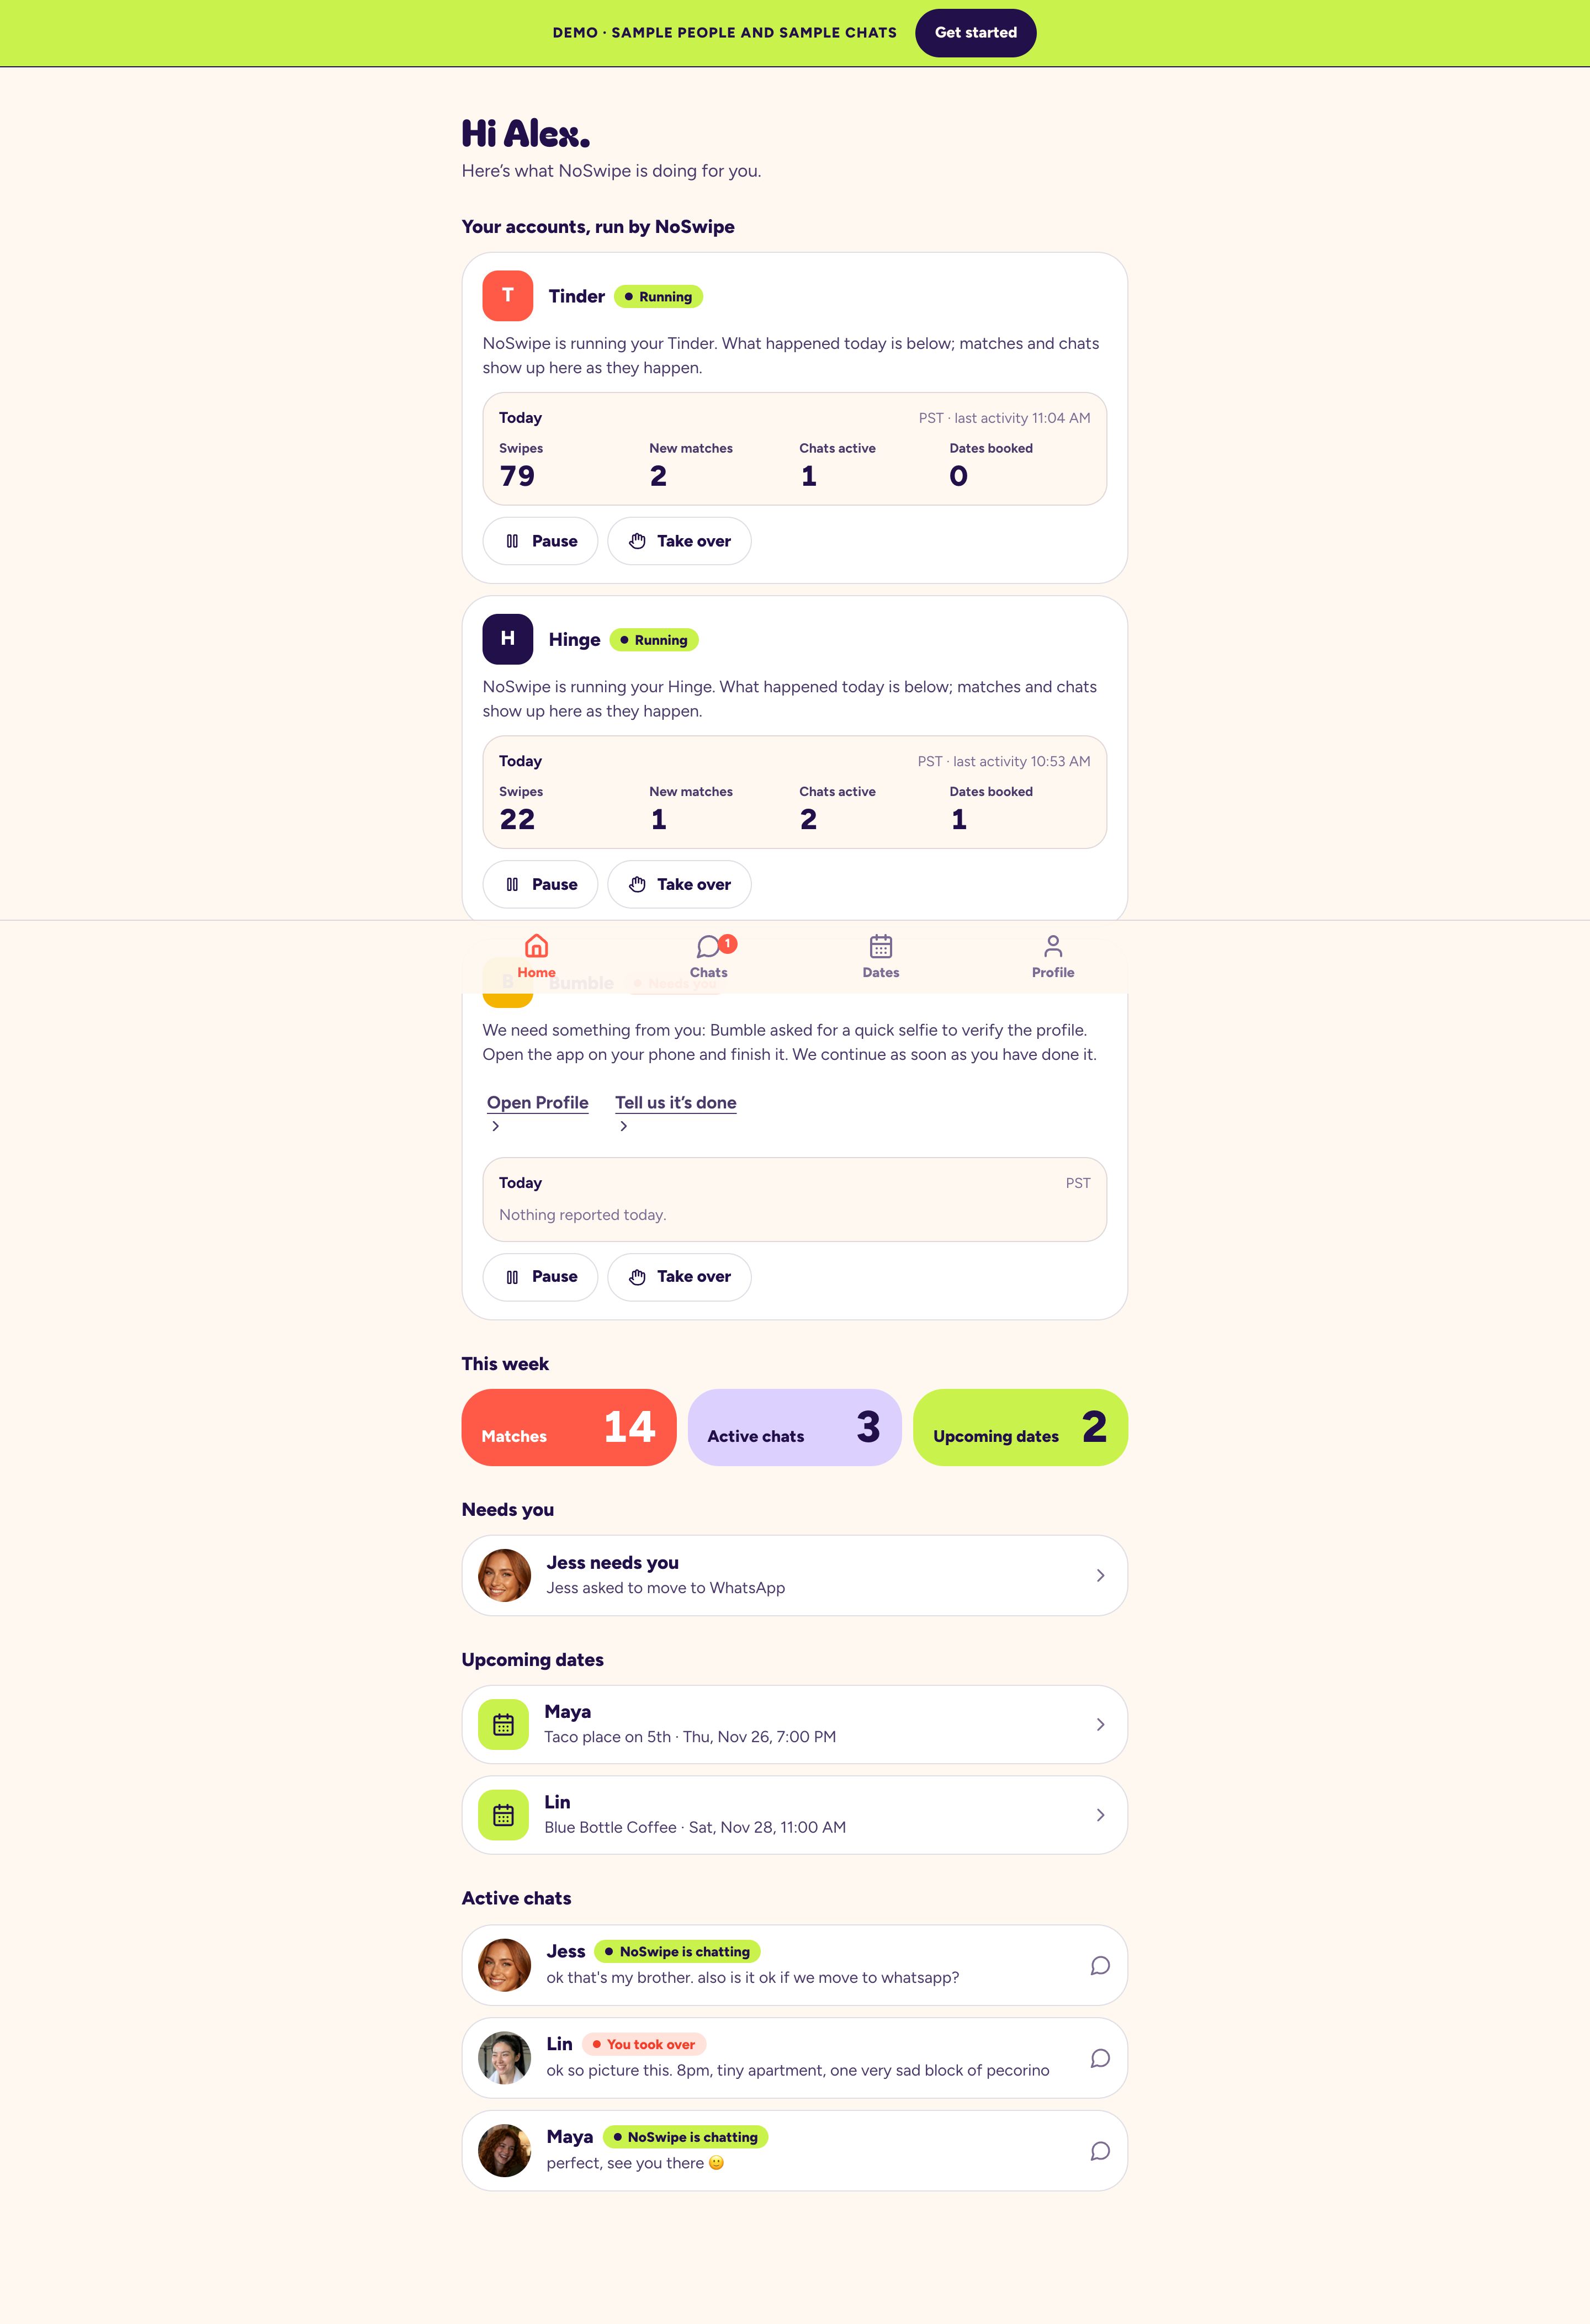 DEMO · SAMPLE PEOPLE AND SAMPLE CHATS
Get started
Hi Alex.
Here's what NoSwipe is doing for you.
Your accounts, run by NoSwipe
T
Tinder
Running
NoSwipe is running your Tinder. What happened today is below; matches and chats
show up here as they happen.
Today
PST · last activity 11:04 AM
Swipes
New matches
Chats active
Dates booked
79
2
1
0
Pause
Take over
H
Hinge
Running
NoSwipe is running your Hinge. What happened today is below; matches and chats
show up here as they happen.
Today
PST · last activity 10:53 AM
Swipes
New matches
Chats active
Dates booked
22
1
2
1
Pause
Take over
1
Home
Chats
Dates
Profile
B
Bumble
Needs you
We need something from you: Bumble asked for a quick selfie to verify the profile.
Open the app on your phone and finish it. We continue as soon as you have done it.
Open Profile
Tell us it's done
Today
PST
Nothing reported today.
Pause
Take over
This week
Matches
14
Active chats
3
Upcoming dates
2
Needs you
Jess needs you
Jess asked to move to WhatsApp
Upcoming dates
Maya
Taco place on 5th · Thu, Nov 26, 7:00 PM
Lin
Blue Bottle Coffee · Sat, Nov 28, 11:00 AM
Active chats
Jess
NoSwipe is chatting
ok that's my brother. also is it ok if we move to whatsapp?
Lin
You took over
ok so picture this. 8pm, tiny apartment, one very sad block of pecorino
Maya
NoSwipe is chatting
perfect, see you there 🙂